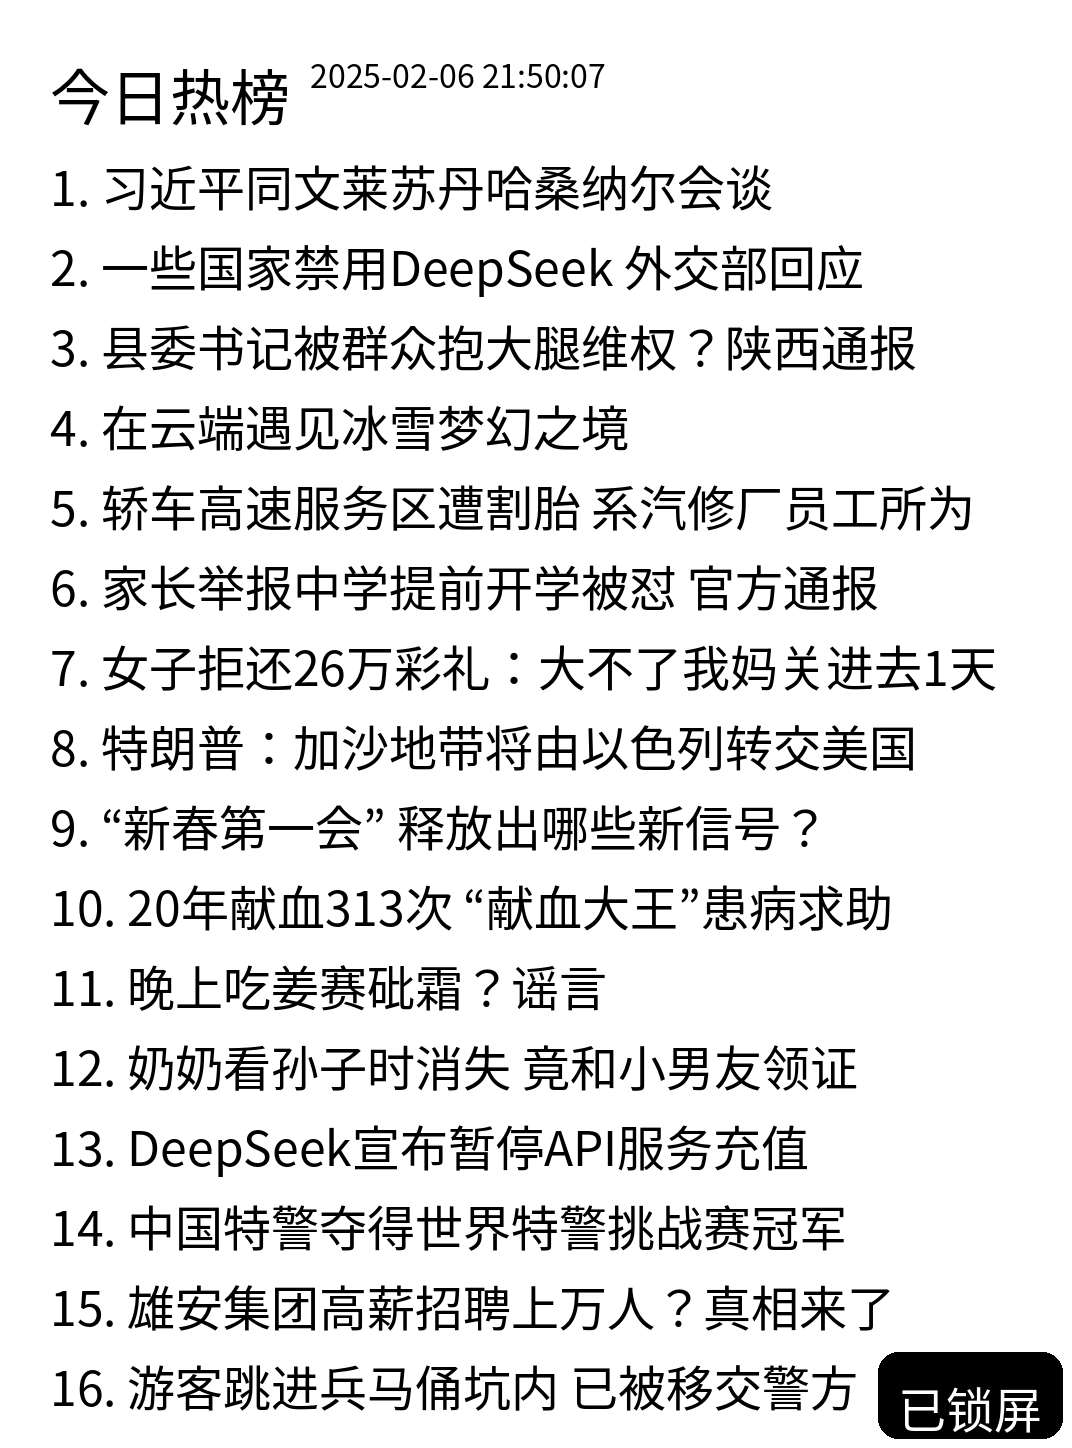 今日热榜 2025-02-06 21:50:07
1. 习近平同文莱苏丹哈桑纳尔会谈
2. 一些国家禁用DeepSeek 外交部回应
3. 县委书记被群众抱大腿维权？陕西通报
4. 在云端遇见冰雪梦幻之境
5. 轿车高速服务区遭割胎 系汽修厂员工所为
6. 家长举报中学提前开学被怼 官方通报
7. 女子拒还26万彩礼：大不了我妈关进去1天
8. 特朗普：加沙地带将由以色列转交美国
9. “新春第一会” 释放出哪些新信号？
10. 20年献血313次 “献血大王”患病求助
11. 晚上吃姜赛砒霜？谣言
12. 奶奶看孙子时消失 竟和小男友领证
13. DeepSeek宣布暂停API服务充值
14. 中国特警夺得世界特警挑战赛冠军
15. 雄安集团高薪招聘上万人？真相来了
16. 游客跳进兵马俑坑内 已被移交警方
已锁屏